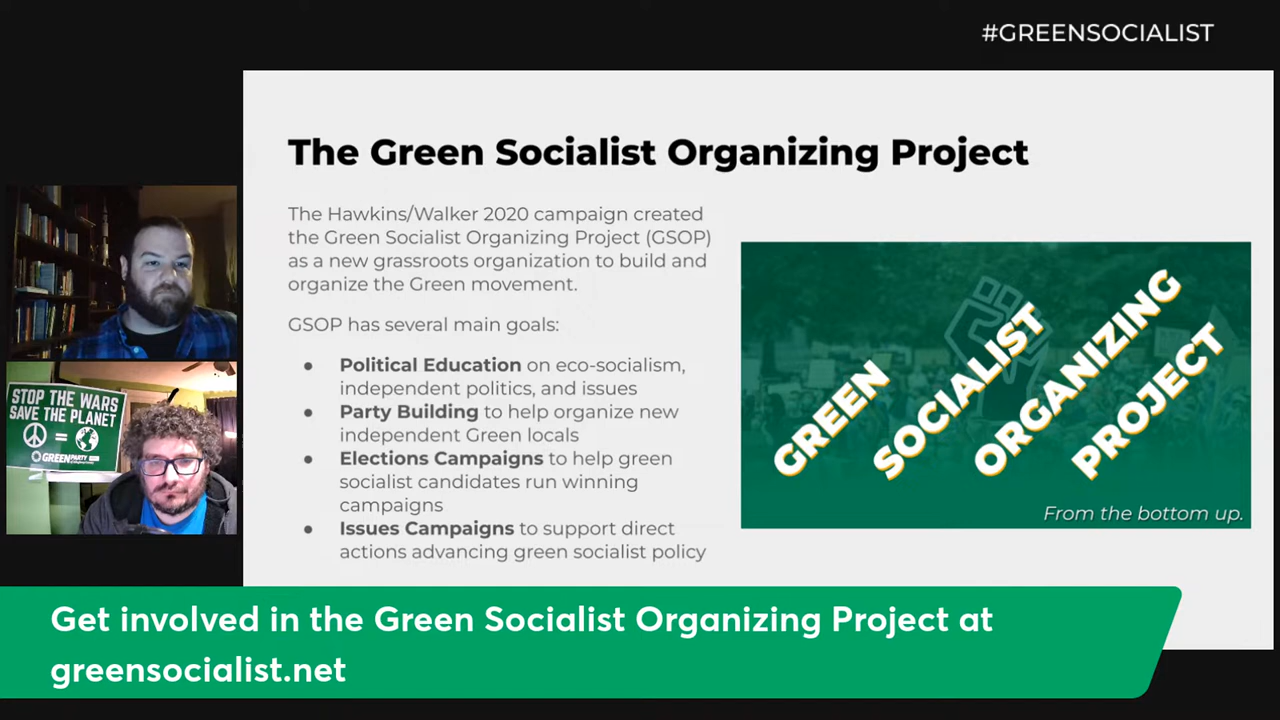 #GREENSOCIALIST
The Green Socialist Organizing Project
The Hawkins/Walker 2020 campaign created
the Green Socialist Organizing Project (GSOP)
as a new grassroots organization to build and
organize the Green movement.
GSOP has several main goals:
● Political Education on eco-socialism,
independent politics, and issues
● Party Building to help organize new
independent Green locals
● Elections Campaigns to help green
socialist candidates run winning
campaigns
● Issues Campaigns to support direct
actions advancing green socialist policy
GREEN
SOCIALIST
ORGANIZING
PROJECT
From the bottom up.
STOP THE WARS
SAVE THE PLANET
=
GREEN PARTY
Get involved in the Green Socialist Organizing Project at
greensocialist.net